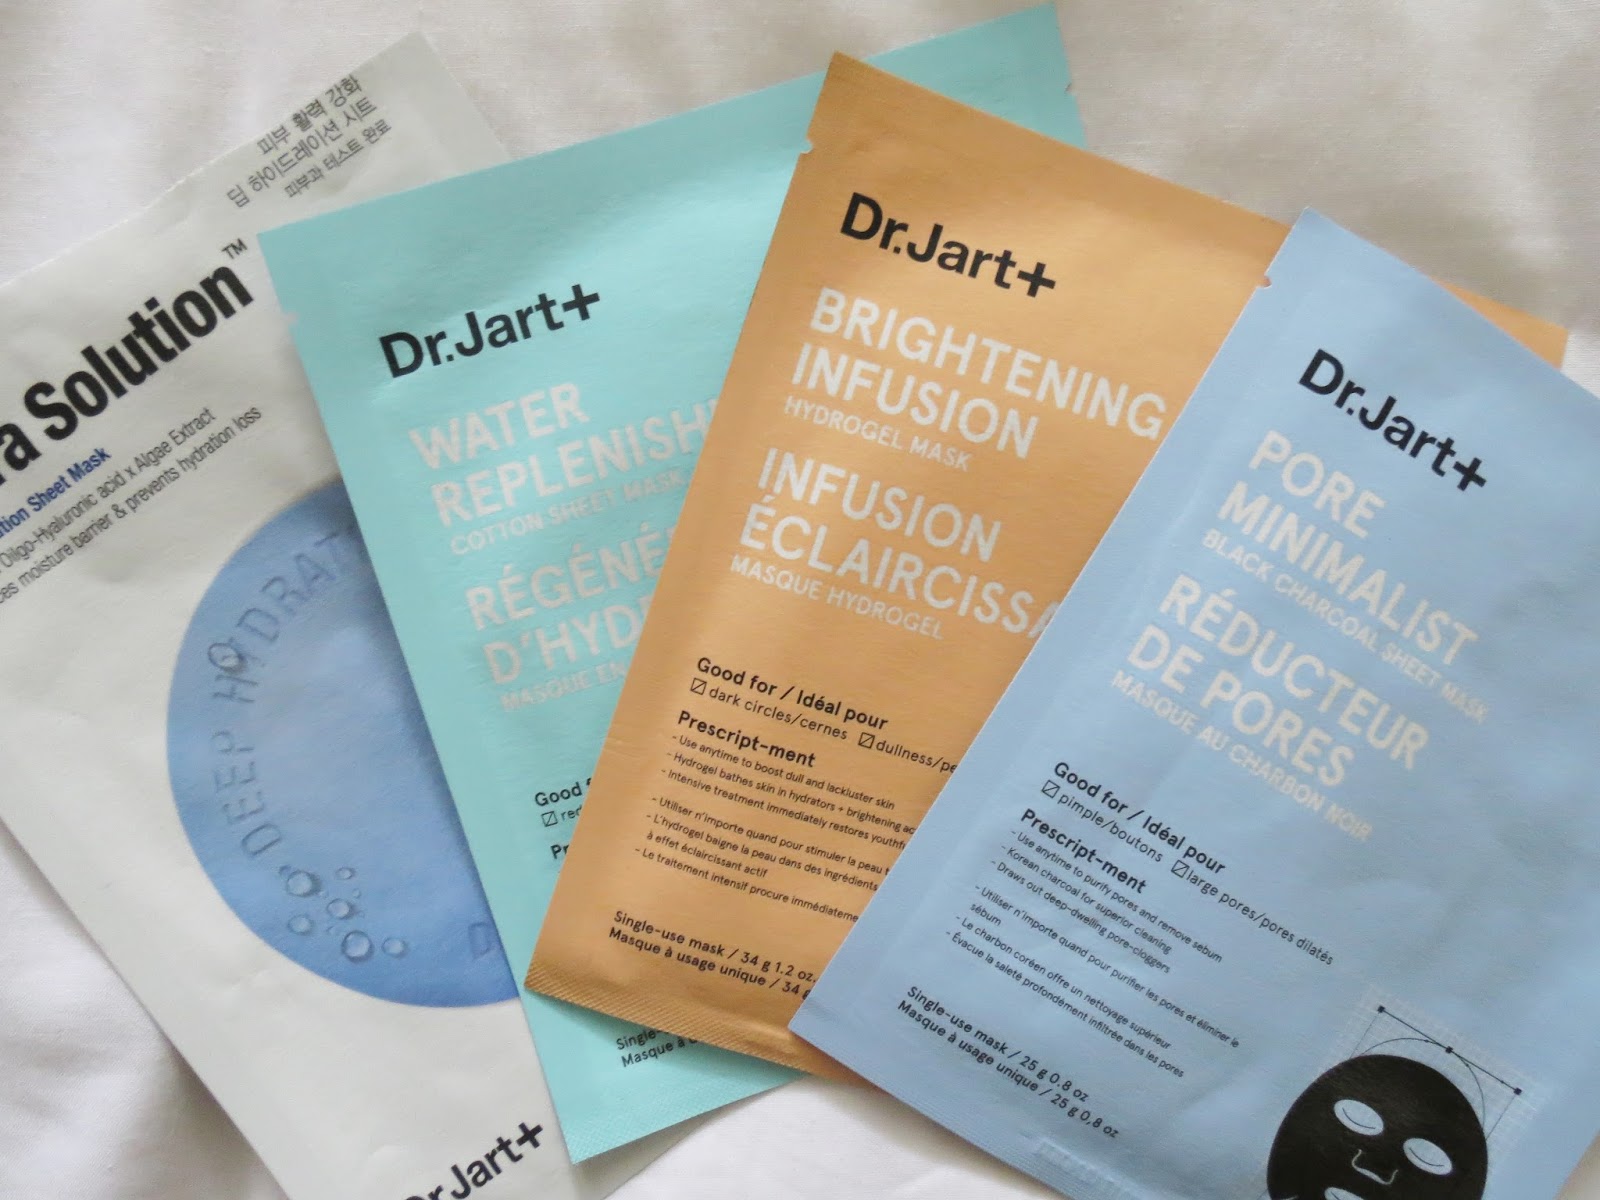 피부 활력 강화
딥 하이드레이션 시트
피부과 테스트 완료
Solution™
Sheet Mask
Oligo-Hyaluronic acid x Algae Extract
moisture barrier & prevents hydration loss
DEEP HYDRAT
Dr.Jart+
Dr.Jart+
WATER
REPLENISH
COTTON SHEET MASK
RÉGÉNÉ
D'HYD
MASQUE EN
Good
Single-
Masque à
Dr.Jart+
BRIGHTENING
INFUSION
HYDROGEL MASK
INFUSION
ÉCLAIRCISSA
MASQUE HYDROGEL
Good for / Idéal pour
dark circles/cernes dullness/
Prescript-ment
- Use anytime to boost dull and lackluster skin
- Hydrogel bathes skin in hydrators + brightening
- Intensive treatment immediately restores
- Utiliser n'importe quand pour stimuler la peau
- L'hydrogel baigne la peau dans des ingrédients
à effet éclaircissant actif
- Le traitement intensif procure
Single-use mask / 34 g 1.2 oz.
Masque à usage unique / 34 g
Dr.Jart+
PORE
MINIMALIST
BLACK CHARCOAL SHEET MASK
RÉDUCTEUR
DE PORES
MASQUE AU CHARBON NOIR
Good for / Idéal pour
pimple/boutons large pores/pores dilatés
Prescript-ment
- Use anytime to purify pores and remove sebum
- Korean charcoal for superior cleaning
- Draws out deep-dwelling pore-cloggers
- Utiliser n'importe quand pour purifier les pores et éliminer le
sébum
- Le charbon coréen offre un nettoyage supérieur
- Évacue la saleté profondément infiltrée dans les pores
Single-use mask / 25 g 0.8 oz
Masque à usage unique / 25 g 0,8 oz